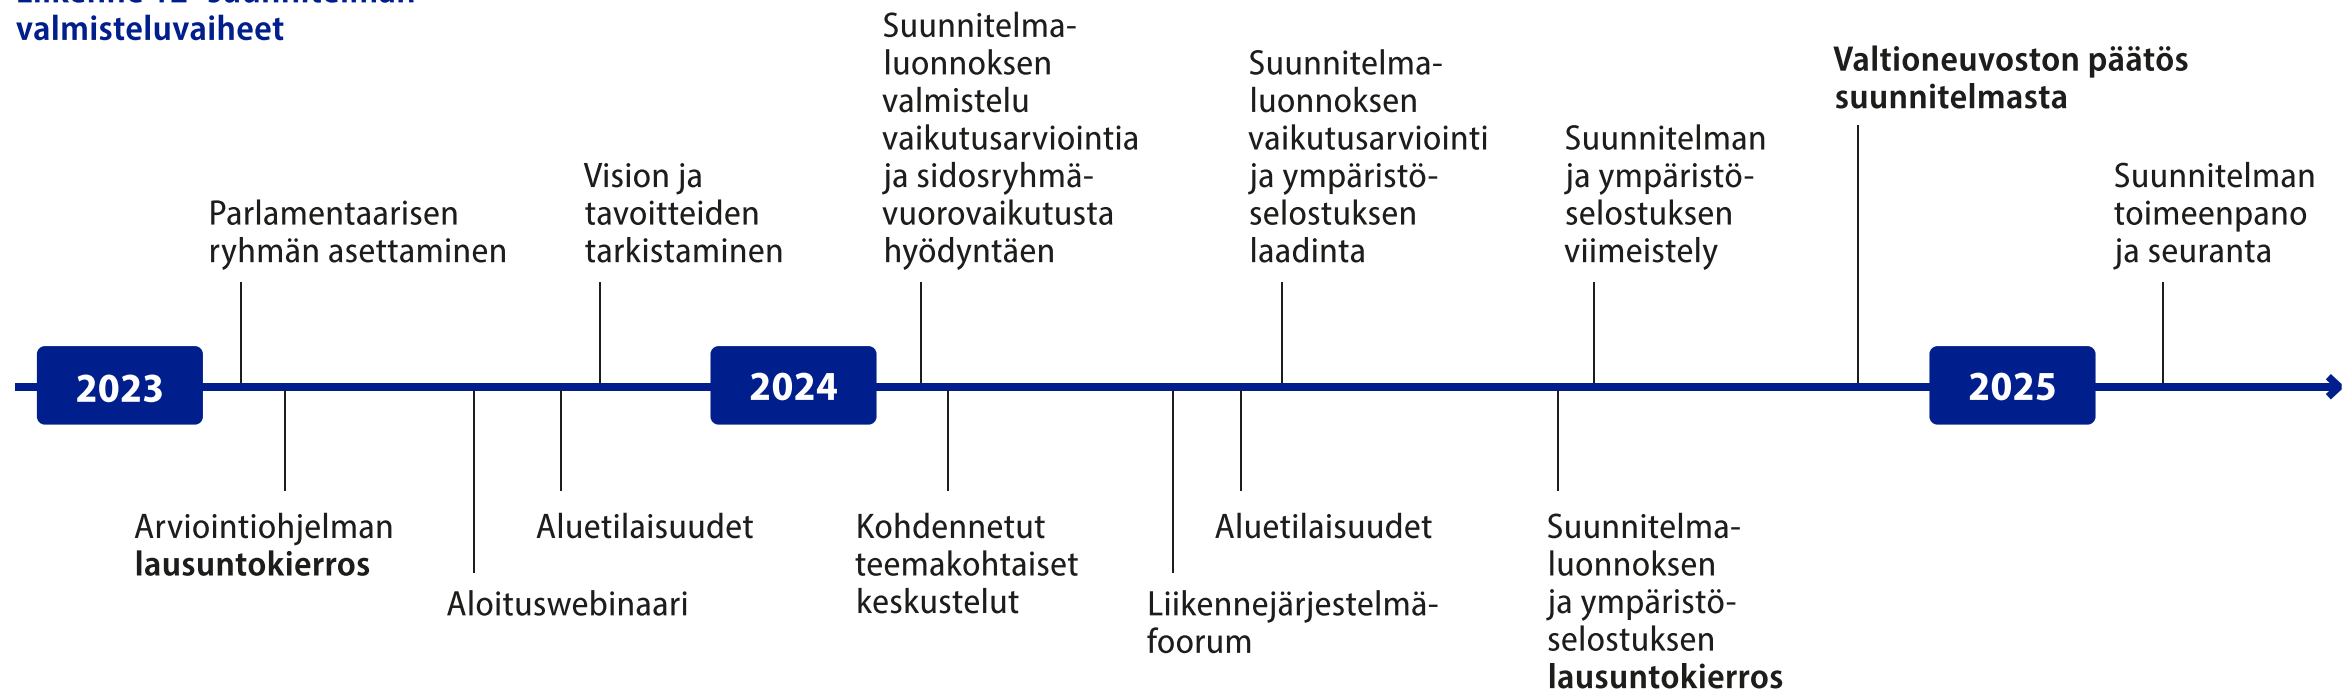 valmisteluvaiheet
Suunnitelma-
luonnoksen
valmistelu
vaikutusarviointia
ja sidosryhmä-
vuorovaikutusta
hyödyntäen
Suunnitelma-
luonnoksen
vaikutusarviointi
ja ympäristö-
selostuksen
laadinta
Valtioneuvoston päätös
suunnitelmasta
Suunnitelman
ja ympäristö-
selostuksen
viimeistely
Vision ja
tavoitteiden
tarkistaminen
Suunnitelman
toimeenpano
ja seuranta
Parlamentaarisen
ryhmän asettaminen
2023
2024
2025
Arviointiohjelman
lausuntokierros
Aloituswebinaari
Aluetilaisuudet
Kohdennetut
teemakohtaiset
keskustelut
Liikennejärjestelmä-
foorum
Aluetilaisuudet
Suunnitelma-
luonnoksen
ja ympäristö-
selostuksen
lausuntokierros